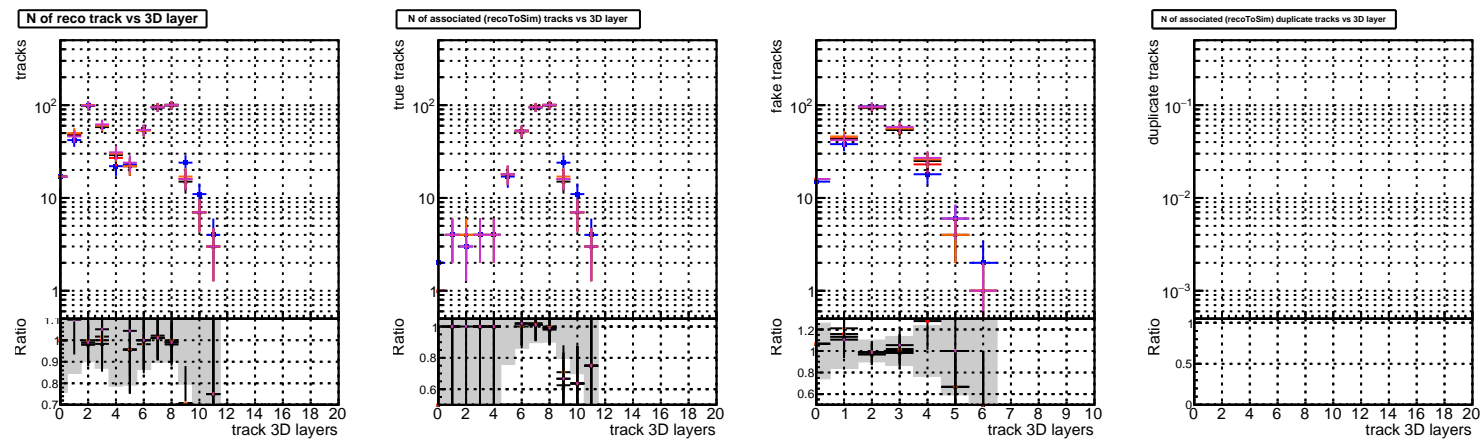 N of reco track vs 3D layer
tracks
10²
10
1
Ratio
1.1
1
0.9
0.8
0.7
0 2 4 6 8 10 12 14 16 18 20
track 3D layers
N of associated (recoToSim) tracks vs 3D layer
true tracks
10²
10
1
Ratio
1
0.8
0.6
0 2 4 6 8 10 12 14 16 18 20
track 3D layers
fake tracks
10²
10
1
Ratio
1.2
1
0.8
0.6
0 1 2 3 4 5 6 7 8 9 10
track 3D layers
N of associated (recoToSim) duplicate tracks vs 3D layer
duplicate tracks
10⁻¹
10⁻²
10⁻³
Ratio
1
0.5
0
0 2 4 6 8 10 12 14 16 18 20
track 3D layers